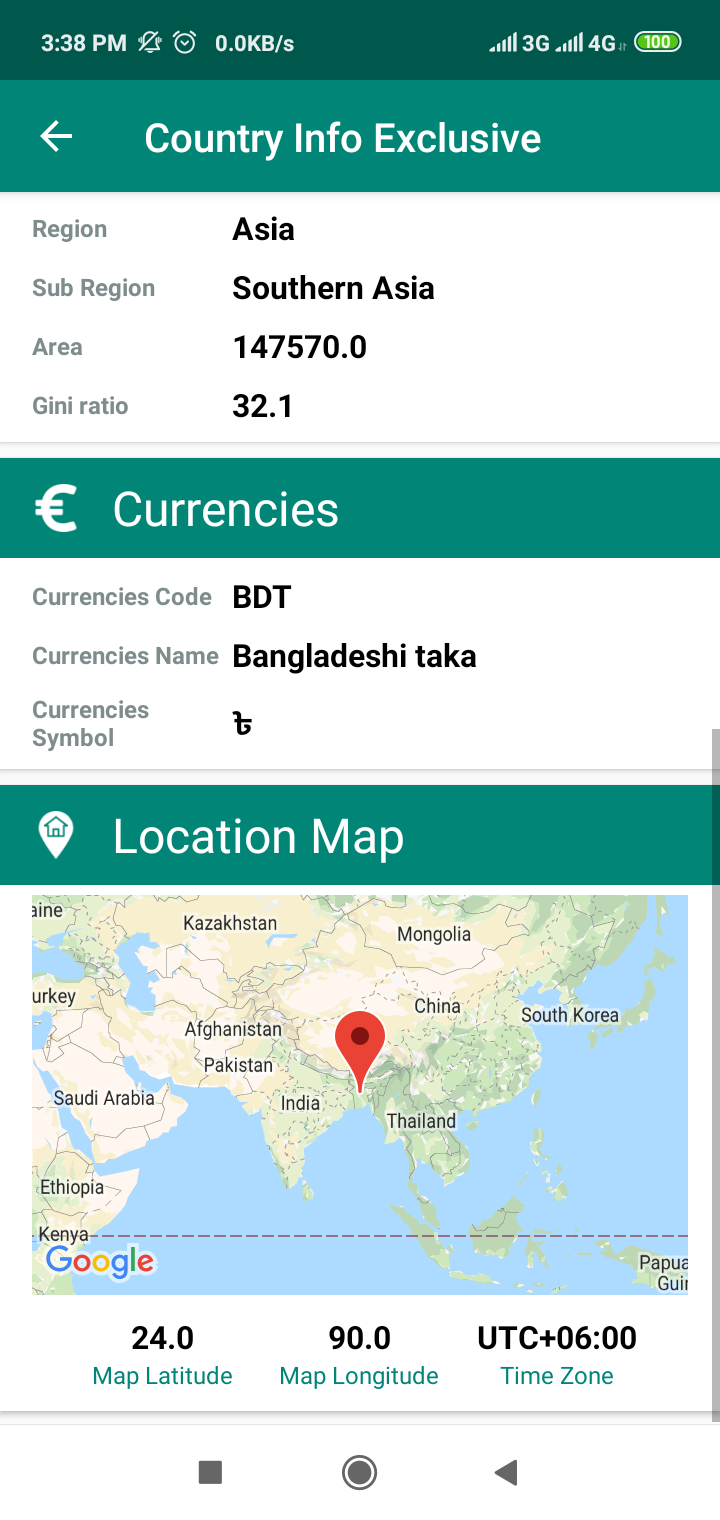 3:38 PM 0.0KB/s 3G 4G 100
Country Info Exclusive
Region Asia
Sub Region Southern Asia
Area 147570.0
Gini ratio 32.1
€ Currencies
Currencies Code BDT
Currencies Name Bangladeshi taka
Currencies
Symbol ৳
Location Map
aine
Kazakhstan
Mongolia
urkey
China
South Korea
Afghanistan
Pakistan
Saudi Arabia
India
Thailand
Ethiopia
Kenya
Google
Papua
Guin
24.0 90.0 UTC+06:00
Map Latitude Map Longitude Time Zone